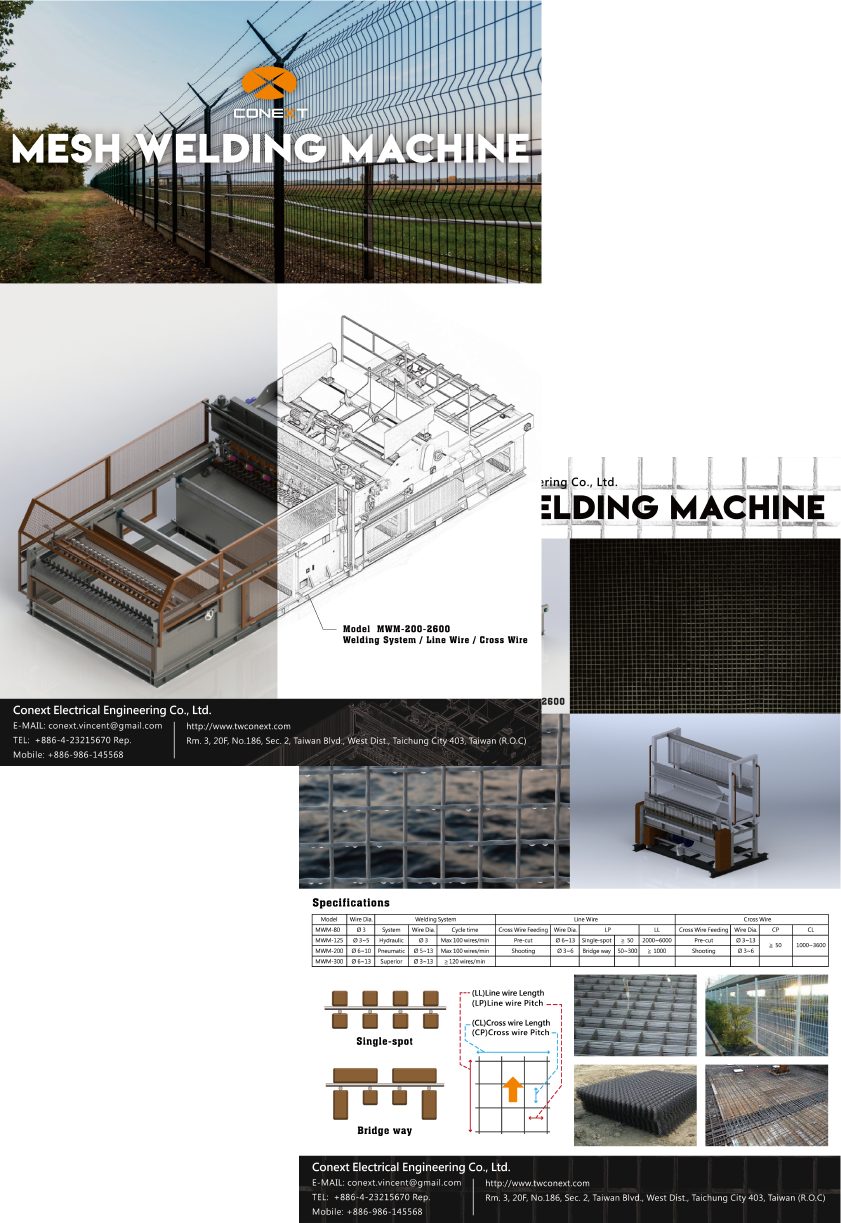 CONEXT
MESH WELDING MACHINE
Model MWM-200-2600
Welding System / Line Wire / Cross Wire
Conext Electrical Engineering Co., Ltd.
E-MAIL: conext.vincent@gmail.com
TEL: +886-4-23215670 Rep.
Mobile: +886-986-145568
http://www.twconext.com
Rm. 3, 20F, No.186, Sec. 2, Taiwan Blvd., West Dist., Taichung City 403, Taiwan (R.O.C)
ering Co., Ltd.
ELDING MACHINE
2600
Specifications
Model Wire Dia. Welding System Line Wire Cross Wire
MWM-80 Ø 3 System Wire Dia. Cycle time Cross Wire Feeding Wire Dia. LP LL Cross Wire Feeding Wire Dia. CP CL
MWM-125 Ø 3~5 Hydraulic Ø 3 Max 100 wires/min Pre-cut Ø 6~13 Single-spot ≥ 50 2000~6000 Pre-cut Ø 3~13 ≥ 50 1000~3600
MWM-200 Ø 6~10 Pneumatic Ø 5~13 Max 100 wires/min Shooting Ø 3~6 Bridge way 50~300 ≥ 1000 Shooting Ø 3~6
MWM-300 Ø 6~13 Superior Ø 3~13 ≥ 120 wires/min
Single-spot
Bridge way
(LL)Line wire Length
(LP)Line wire Pitch
(CL)Cross wire Length
(CP)Cross wire Pitch
Conext Electrical Engineering Co., Ltd.
E-MAIL: conext.vincent@gmail.com
TEL: +886-4-23215670 Rep.
Mobile: +886-986-145568
http://www.twconext.com
Rm. 3, 20F, No.186, Sec. 2, Taiwan Blvd., West Dist., Taichung City 403, Taiwan (R.O.C)